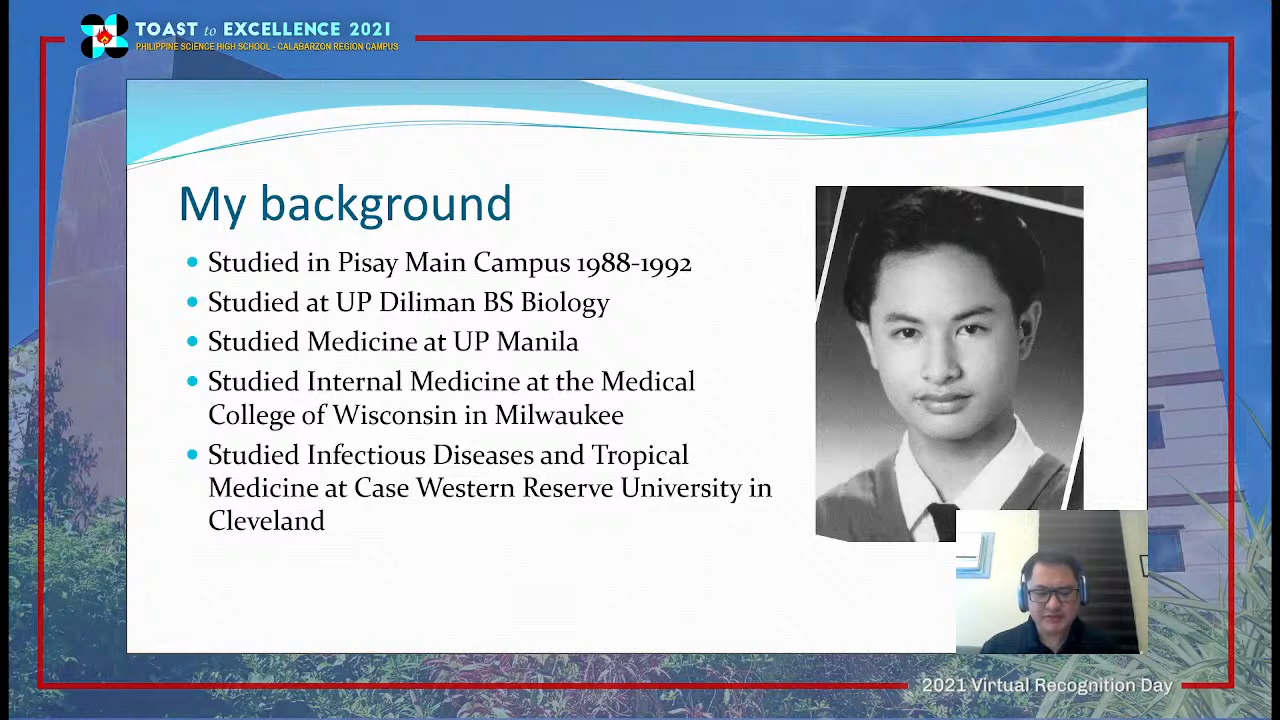 TOAST to EXCELLENCE 2021
PHILIPPINE SCIENCE HIGH SCHOOL - CALABARZON REGION CAMPUS
My background
Studied in Pisay Main Campus 1988-1992
Studied at UP Diliman BS Biology
Studied Medicine at UP Manila
Studied Internal Medicine at the Medical
College of Wisconsin in Milwaukee
Studied Infectious Diseases and Tropical
Medicine at Case Western Reserve University in
Cleveland
2021 Virtual Recognition Day